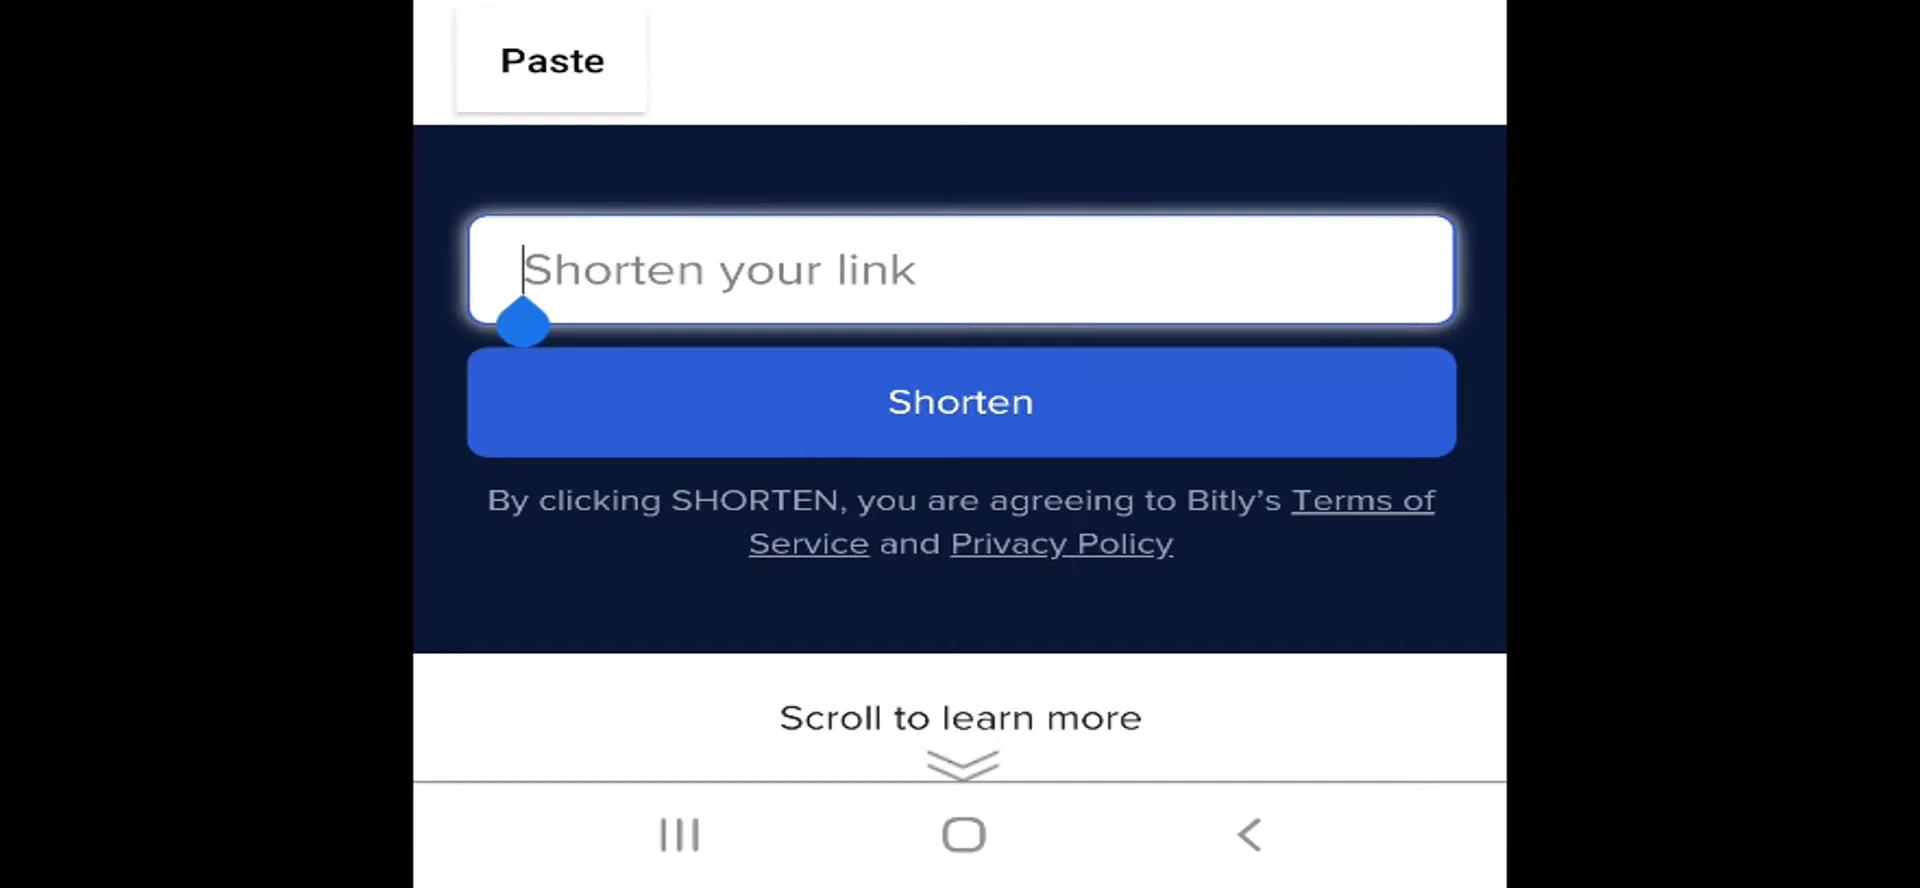 Paste
Shorten your link
Shorten
By clicking SHORTEN, you are agreeing to Bitly’s Terms of
Service and Privacy Policy
Scroll to learn more